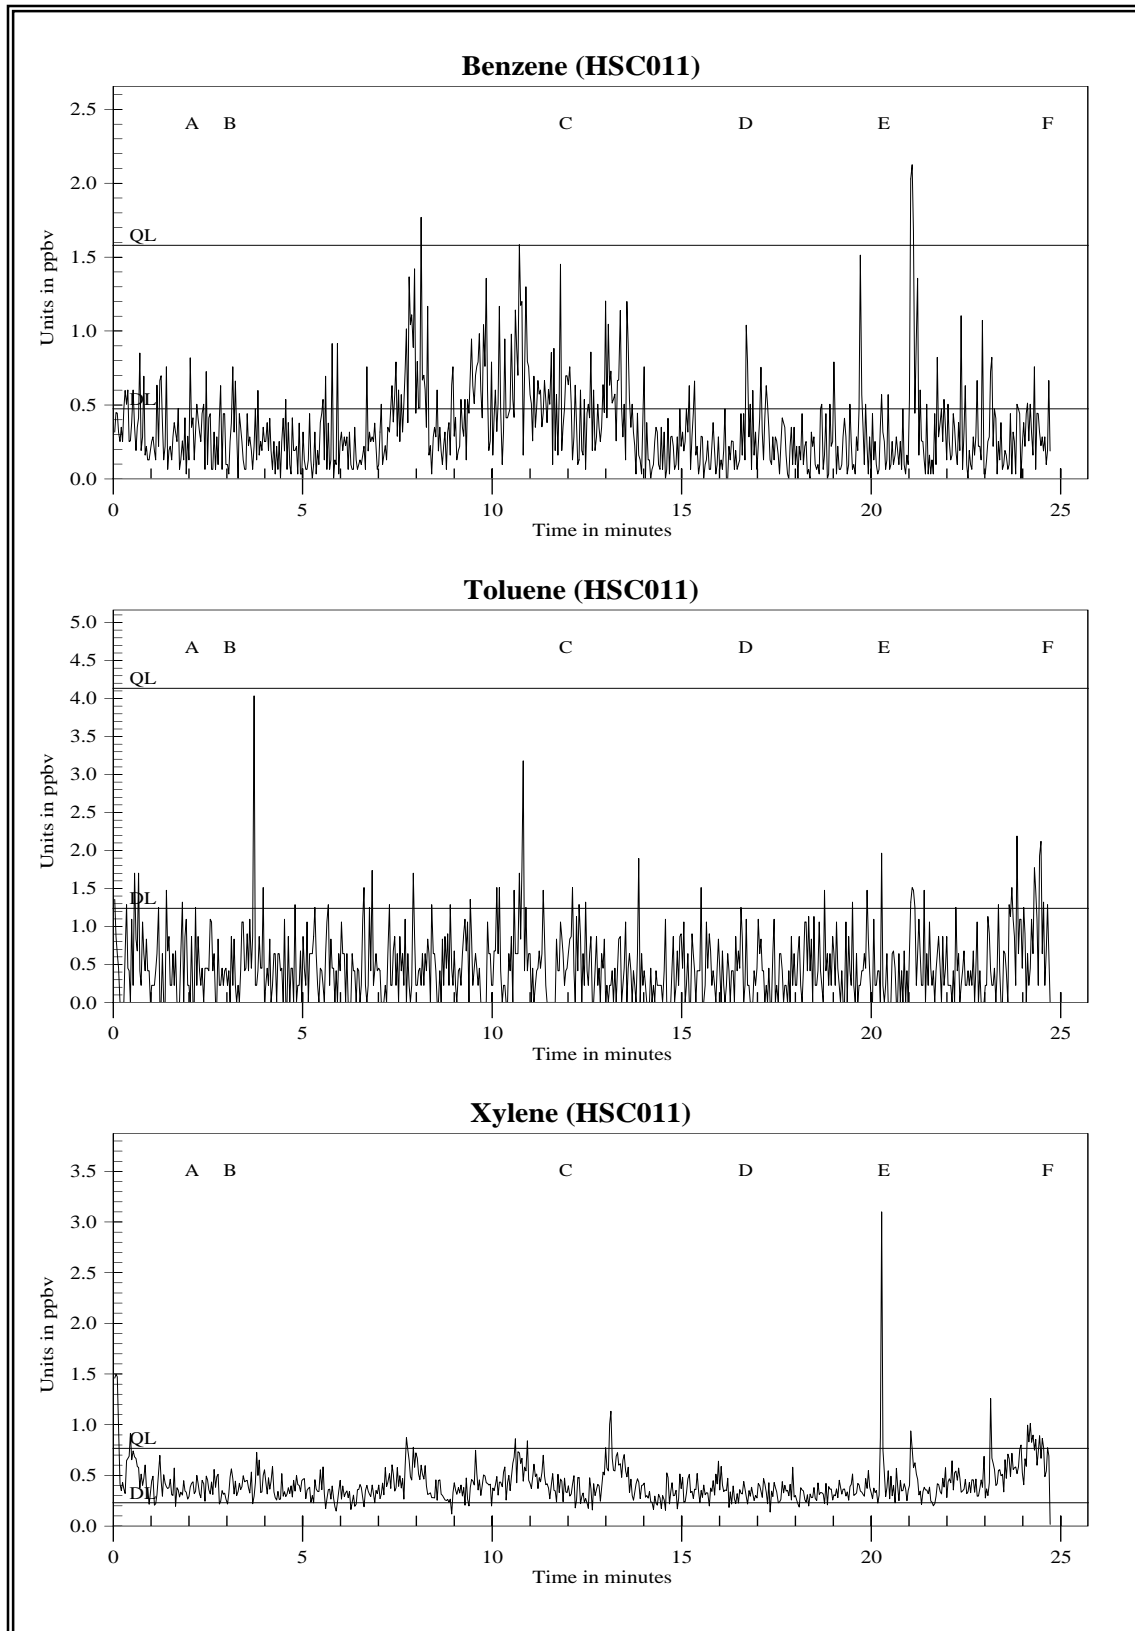 Benzene (HSC011)
2.5
A B C D E F
2.0
QL
1.5
1.0
DL
0.5
0.0
0 5 10 15 20 25
Units in ppbv
Time in minutes
Toluene (HSC011)
5.0
A B C D E F
4.5
QL
4.0
3.5
3.0
2.5
2.0
1.5
DL
1.0
0.5
0.0
0 5 10 15 20 25
Units in ppbv
Time in minutes
Xylene (HSC011)
A B C D E F
3.5
3.0
2.5
2.0
1.5
1.0
QL
0.5
DL
0.0
0 5 10 15 20 25
Units in ppbv
Time in minutes